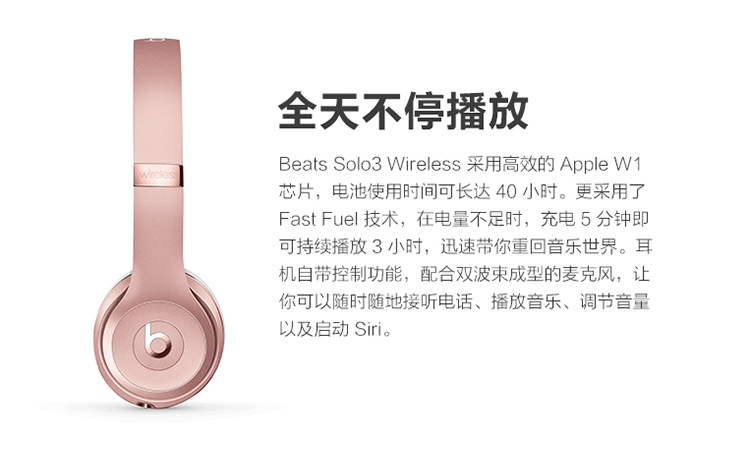 全天不停播放
Beats Solo3 Wireless 采用高效的 Apple W1
芯片，电池使用时间可长达 40 小时。更采用了
Fast Fuel 技术，在电量不足时，充电 5 分钟即
可持续播放 3 小时，迅速带你重回音乐世界。耳
机自带控制功能，配合双波束成型的麦克风，让
你可以随时随地接听电话、播放音乐、调节音量
以及启动 Siri。
wireless
b